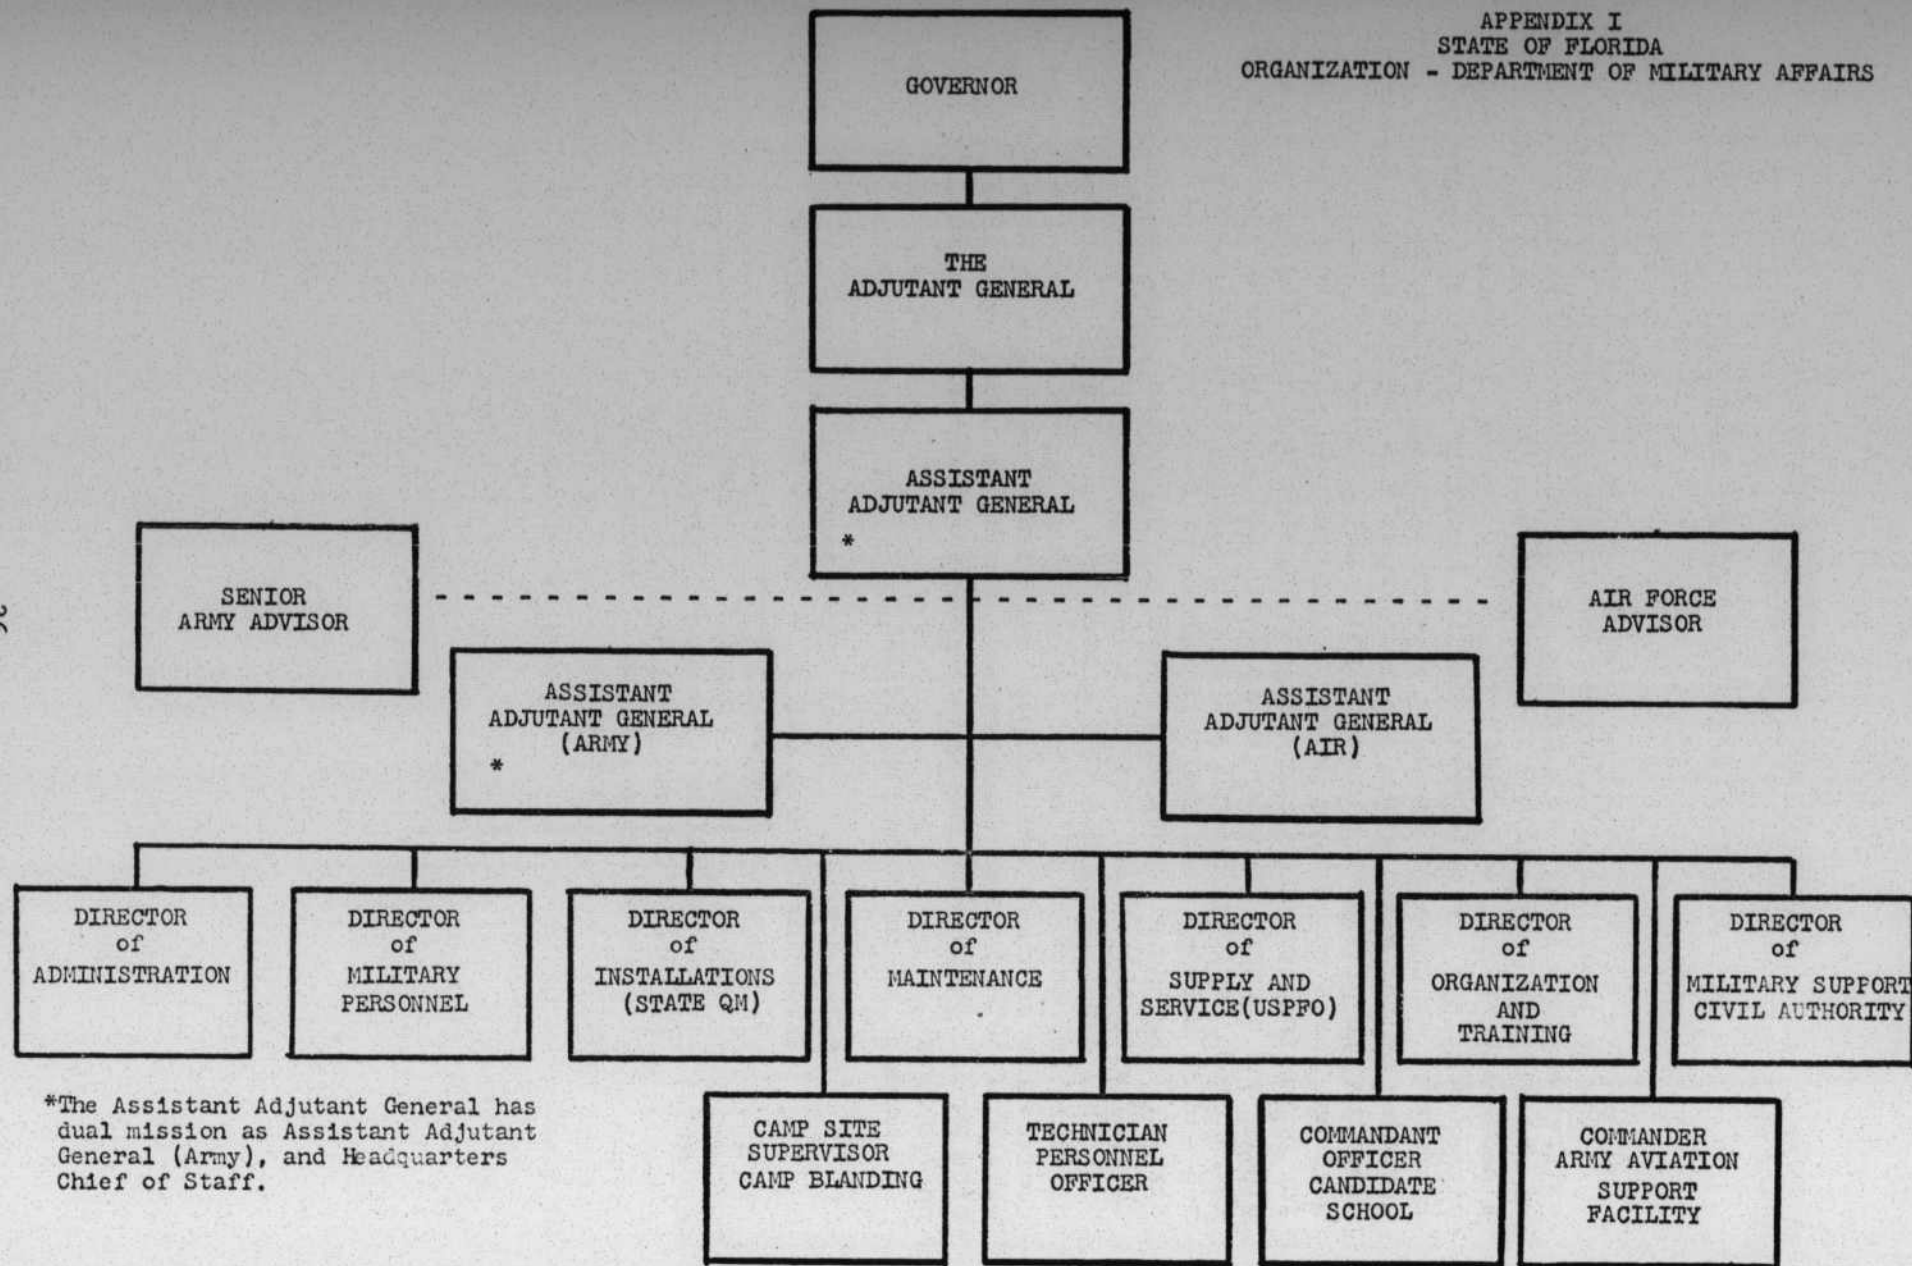 APPENDIX I
STATE OF FLORIDA
ORGANIZATION - DEPARTMENT OF MILITARY AFFAIRS
GOVERNOR
THE
ADJUTANT GENERAL
ASSISTANT
ADJUTANT GENERAL
*
SENIOR
ARMY ADVISOR
AIR FORCE
ADVISOR
ASSISTANT
ADJUTANT GENERAL
(ARMY)
*
ASSISTANT
ADJUTANT GENERAL
(AIR)
DIRECTOR
of
ADMINISTRATION
DIRECTOR
of
MILITARY
PERSONNEL
DIRECTOR
of
INSTALLATIONS
(STATE QM)
DIRECTOR
of
MAINTENANCE
DIRECTOR
of
SUPPLY AND
SERVICE(USPFO)
DIRECTOR
of
ORGANIZATION
AND
TRAINING
DIRECTOR
of
MILITARY SUPPORT
CIVIL AUTHORITY
CAMP SITE
SUPERVISOR
CAMP BLANDING
TECHNICIAN
PERSONNEL
OFFICER
COMMANDANT
OFFICER
CANDIDATE
SCHOOL
COMMANDER
ARMY AVIATION
SUPPORT
FACILITY
*The Assistant Adjutant General has
dual mission as Assistant Adjutant
General (Army), and Headquarters
Chief of Staff.